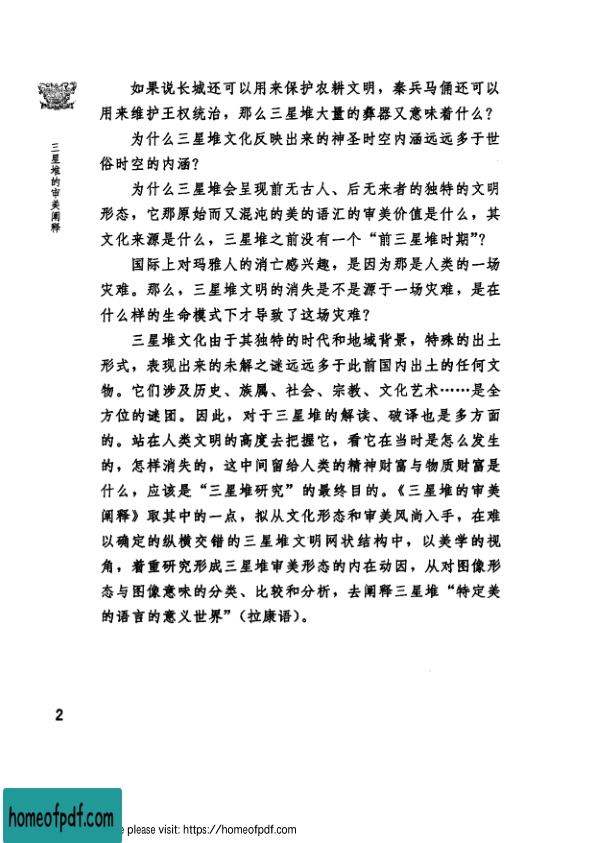 如果说长城还可以用来保护农耕文明，秦兵马俑还可以
用来维护王权统治，那么三星堆大量的彝器又意味着什么？
为什么三星堆文化反映出来的神圣时空内涵远远多于世
俗时空的内涵？
为什么三星堆会呈现前无古人、后无来者的独特的文明
形态，它那原始而又混沌的美的语汇的审美价值是什么，其
文化来源是什么，三星堆之前没有一个“前三星堆时期”？
国际上对玛雅人的消亡感兴趣，是因为那是人类的一场
灾难。那么，三星堆文明的消失是不是源于一场灾难，是在
什么样的生命模式下才导致了这场灾难？
三星堆文化由于其独特的时代和地域背景，特殊的出土
形式，表现出来的未解之谜远远多于此前国内出土的任何文
物。它们涉及历史、族属、社会、宗教、文化艺术……是全
方位的谜团。因此，对于三星堆的解读、破译也是多方面
的。站在人类文明的高度去把握它，看它在当时是怎么发生
的，怎样消失的，这中间留给人类的精神财富与物质财富是
什么，应该是“三星堆研究”的最终目的。《三星堆的审美
阐释》取其中的一点，拟从文化形态和审美风尚入手，在难
以确定的纵横交错的三星堆文明网状结构中，以美学的视
角，着重研究形成三星堆审美形态的内在动因，从对图像形
态与图像意味的分类、比较和分析，去阐释三星堆“特定美
的语言的意义世界”（拉康语）。
三星堆的审美阐释
2
homeofpdf.com
e please visit: https://homeofpdf.com